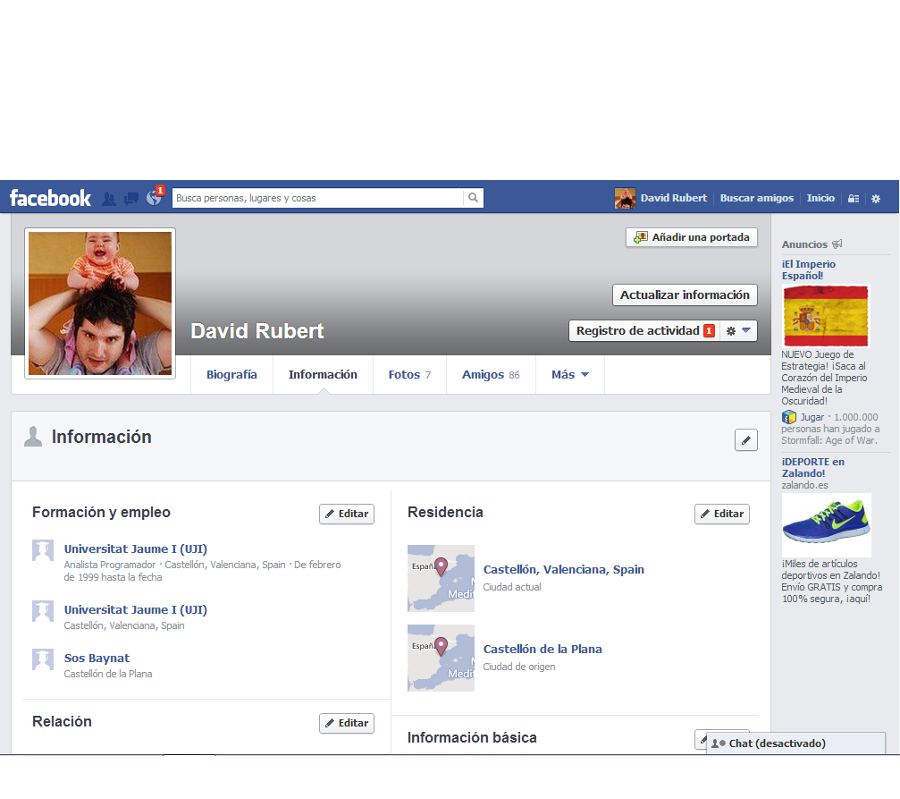 facebook
1
Busca personas, lugares y cosas
David Rubert
Buscar amigos
Inicio
Añadir una portada
Actualizar información
David Rubert
Registro de actividad 1
Biografía
Información
Fotos 7
Amigos 86
Más
Información
Formación y empleo
Editar
Universitat Jaume I (UJI)
Analista Programador · Castellón, Valenciana, Spain · De febrero
de 1999 hasta la fecha
Universitat Jaume I (UJI)
Castellón, Valenciana, Spain
Sos Baynat
Castellón de la Plana
Relación
Editar
Residencia
Editar
Castellón, Valenciana, Spain
Ciudad actual
Castellón de la Plana
Ciudad de origen
Información básica
Anuncios
¡El Imperio
Español!
NUEVO Juego de
Estrategia! ¡Saca al
Corazón del Imperio
Medieval de la
Oscuridad!
Jugar · 1.000.000
personas han jugado a
Stormfall: Age of War.
¡DEPORTE en
Zalando!
zalando.es
¡Miles de artículos
deportivos en Zalando!
Envío GRATIS y compra
100% segura, ¡aquí!
Chat (desactivado)